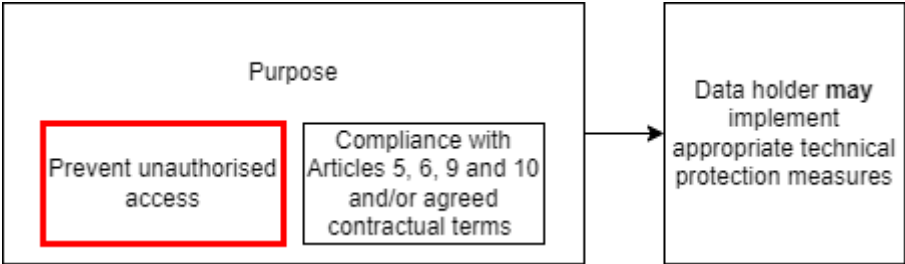 Purpose
Prevent unauthorised
access
Compliance with
Articles 5, 6, 9 and 10
and/or agreed
contractual terms
Data holder may
implement
appropriate technical
protection measures